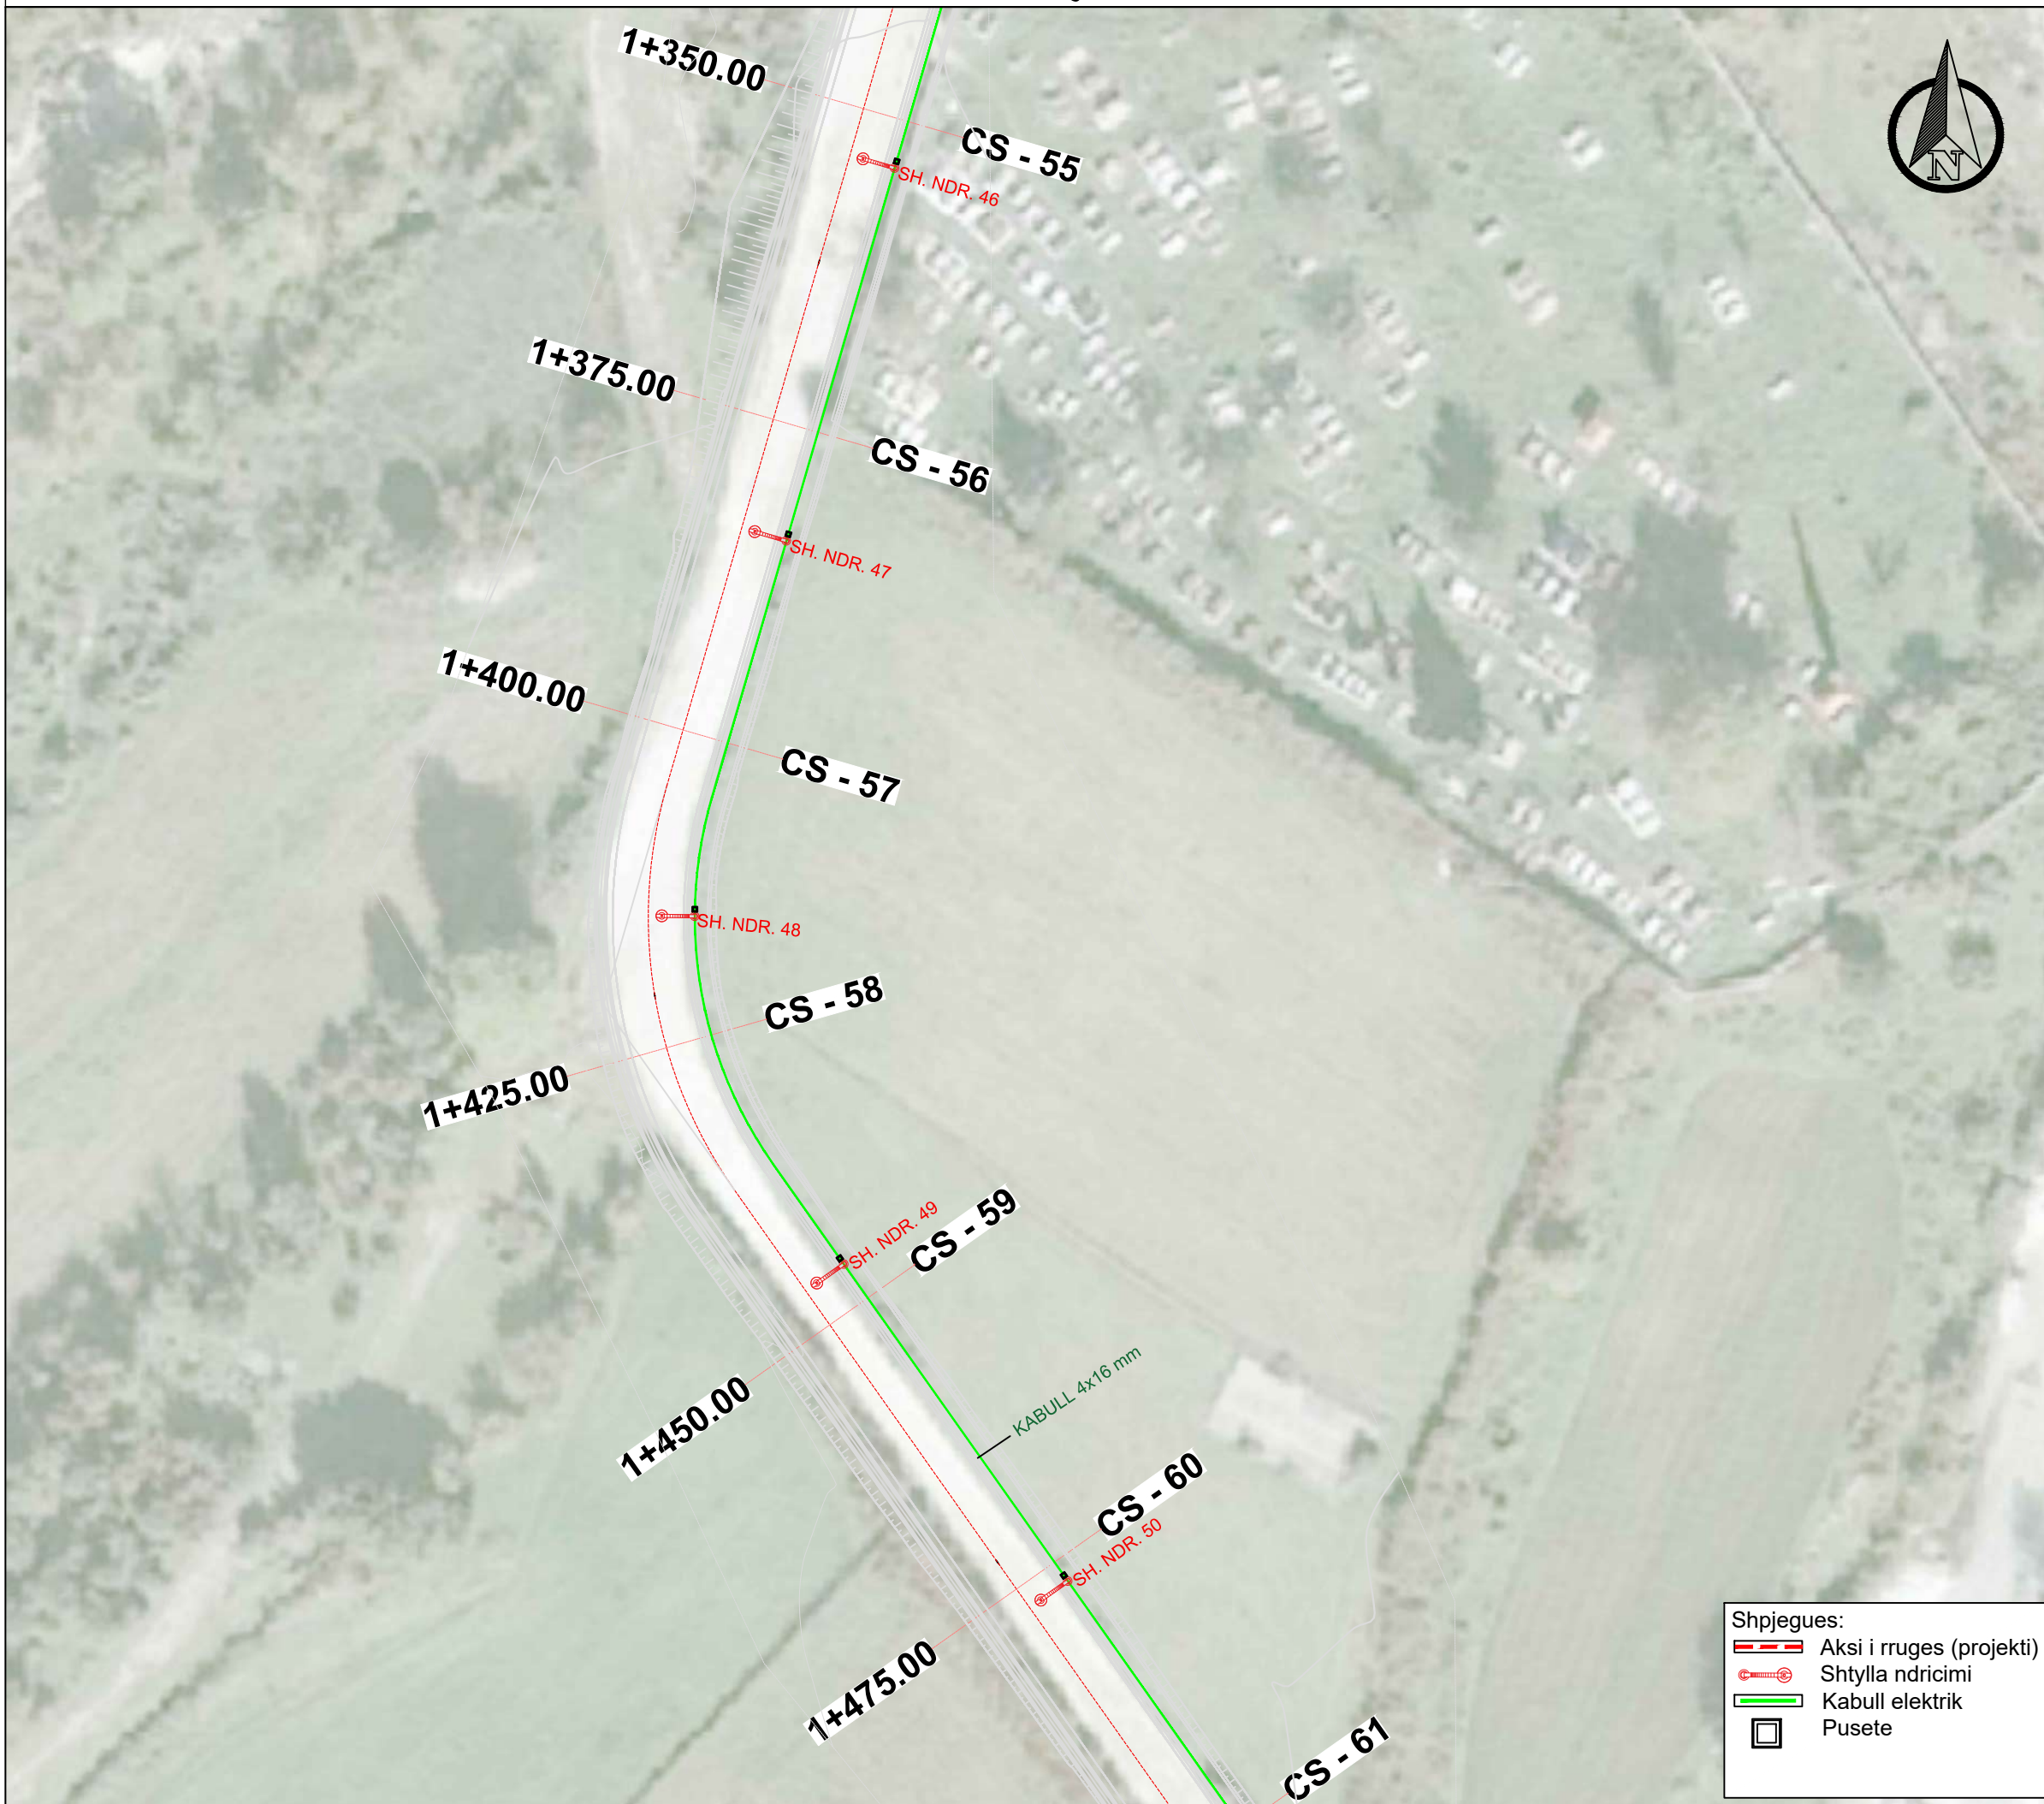 1+350.00
CS - 55
N
SH. NDR. 46
1+375.00
CS - 56
SH. NDR. 47
1+400.00
CS - 57
SH. NDR. 48
CS - 58
1+425.00
SH. NDR. 49
CS - 59
1+450.00
KABULL 4x16 mm
CS - 60
SH. NDR. 50
1+475.00
CS - 61
Shpjegues:
Aksi i rruges (projekti)
Shtylla ndricimi
Kabull elektrik
Pusete